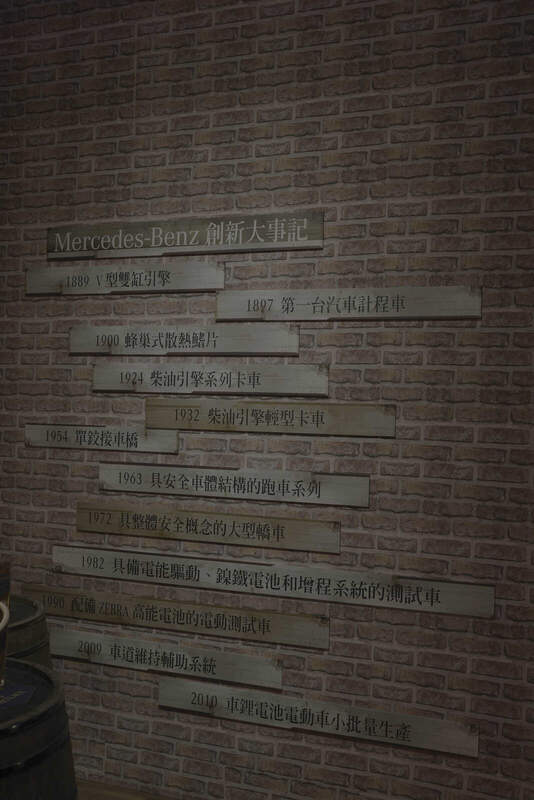 Mercedes-Benz 創新大事記
1889 V型雙缸引擎
1897 第一台汽車計程車
1900 蜂巢式散熱鰭片
1924 柴油引擎系列卡車
1932 柴油引擎輕型卡車
1954 單鉸接車橋
1963 具安全車體結構的跑車系列
1972 具整體安全概念的大型轎車
1982 具備電能驅動、鎳鐵電池和增程系統的測試車
1990 配備 ZEBRA 高能電池的電動測試車
2009 車道維持輔助系統
2010 車鋰電池電動車小批量生產